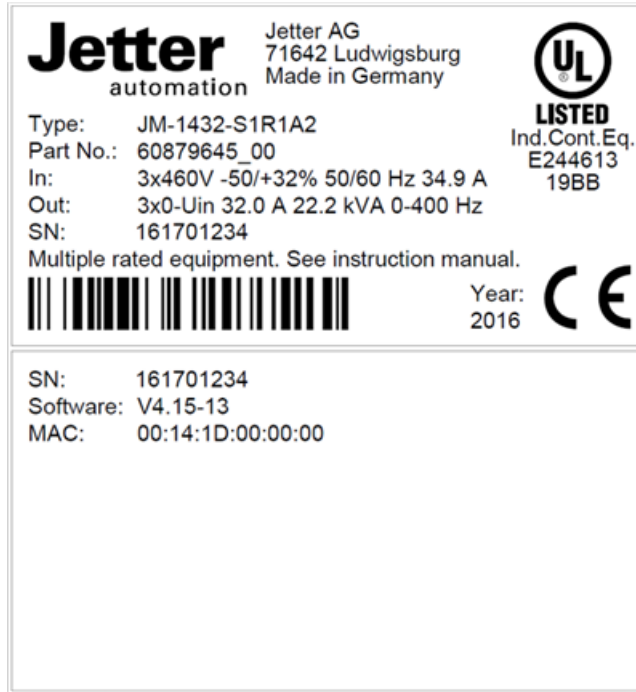 Jetter
automation
Jetter AG
71642 Ludwigsburg
Made in Germany
UL
®
LISTED
Ind.Cont.Eq.
E244613
19BB
Type: JM-1432-S1R1A2
Part No.: 60879645_00
In: 3x460V -50/+32% 50/60 Hz 34.9 A
Out: 3x0-Uin 32.0 A 22.2 kVA 0-400 Hz
SN: 161701234
Multiple rated equipment. See instruction manual.
Year:
2016
CE
SN: 161701234
Software: V4.15-13
MAC: 00:14:1D:00:00:00